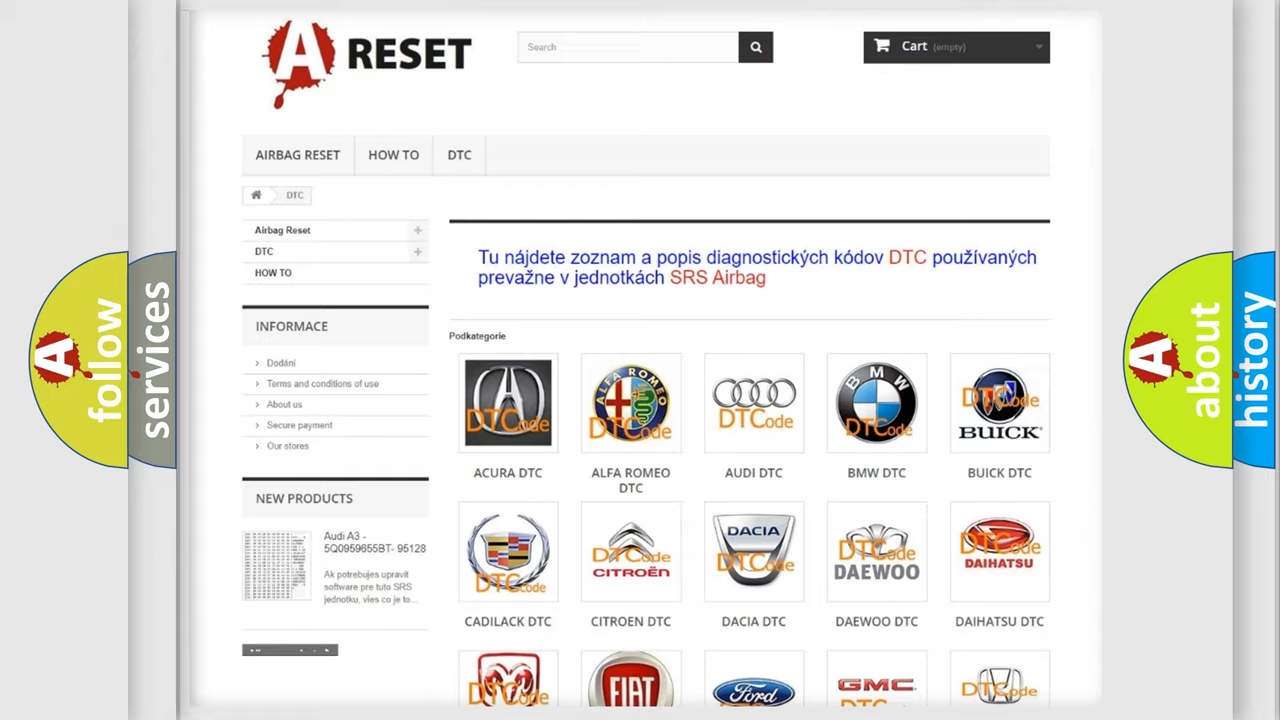 A RESET
Search
Cart (empty)
AIRBAG RESET
HOW TO
DTC
DTC
Airbag Reset
DTC
HOW TO
INFORMACE
Dodání
Terms and conditions of use
About us
Secure payment
Our stores
NEW PRODUCTS
Audi A3 -
5Q0959655BT- 95128
Ak potrebujes upravit
software pre tuto SRS
jednotku, vies co je to...
Tu nájdete zoznam a popis diagnostických kódov DTC používaných
prevažne v jednotkách SRS Airbag
Podkategorie
DTCode
ALFA ROMEO
DTCode
DTCode
BMW
DTCode
DTCode
BUICK
ACURA DTC
ALFA ROMEO
DTC
AUDI DTC
BMW DTC
BUICK DTC
DTCode
DTCode
CITROËN
DACIA
DTCode
DTCode
DAEWOO
DTCode
DAIHATSU
CADILACK DTC
CITROEN DTC
DACIA DTC
DAEWOO DTC
DAIHATSU DTC
DTCode
FIAT
Ford
GMC
DTCode
A follow
services
A about
history